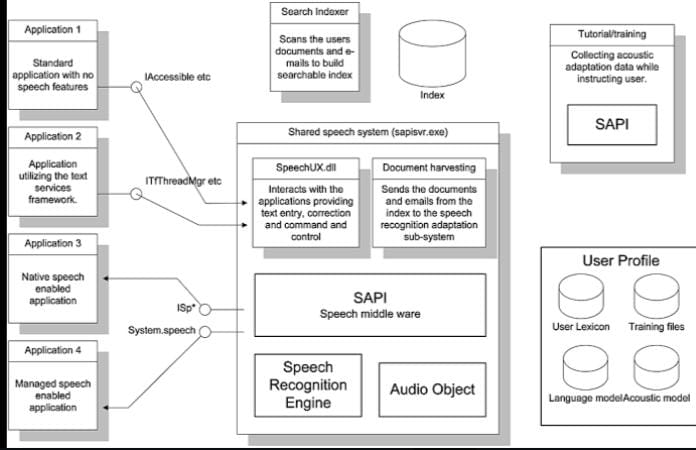 Application 1
Standard
application with no
speech features
Application 2
Application
utilizing the text
services
framework.
Application 3
Native speech
enabled
application
Application 4
Managed speech
enabled
application
IAccessible etc
ITfThreadMgr etc
ISp*
System.speech
Search Indexer
Scans the users
documents and e-
mails to build
searchable index
Index
Shared speech system (sapisvr.exe)
SpeechUX.dll
Interacts with the
applications providing
text entry, correction
and command and
control
Document harvesting
Sends the documents
and emails from the
index to the speech
recognition adaptation
sub-system
SAPI
Speech middle ware
Speech
Recognition
Engine
Audio Object
Tutorial/training
Collecting acoustic
adaptation data while
instructing user.
SAPI
User Profile
User Lexicon
Training files
Language model
Acoustic model